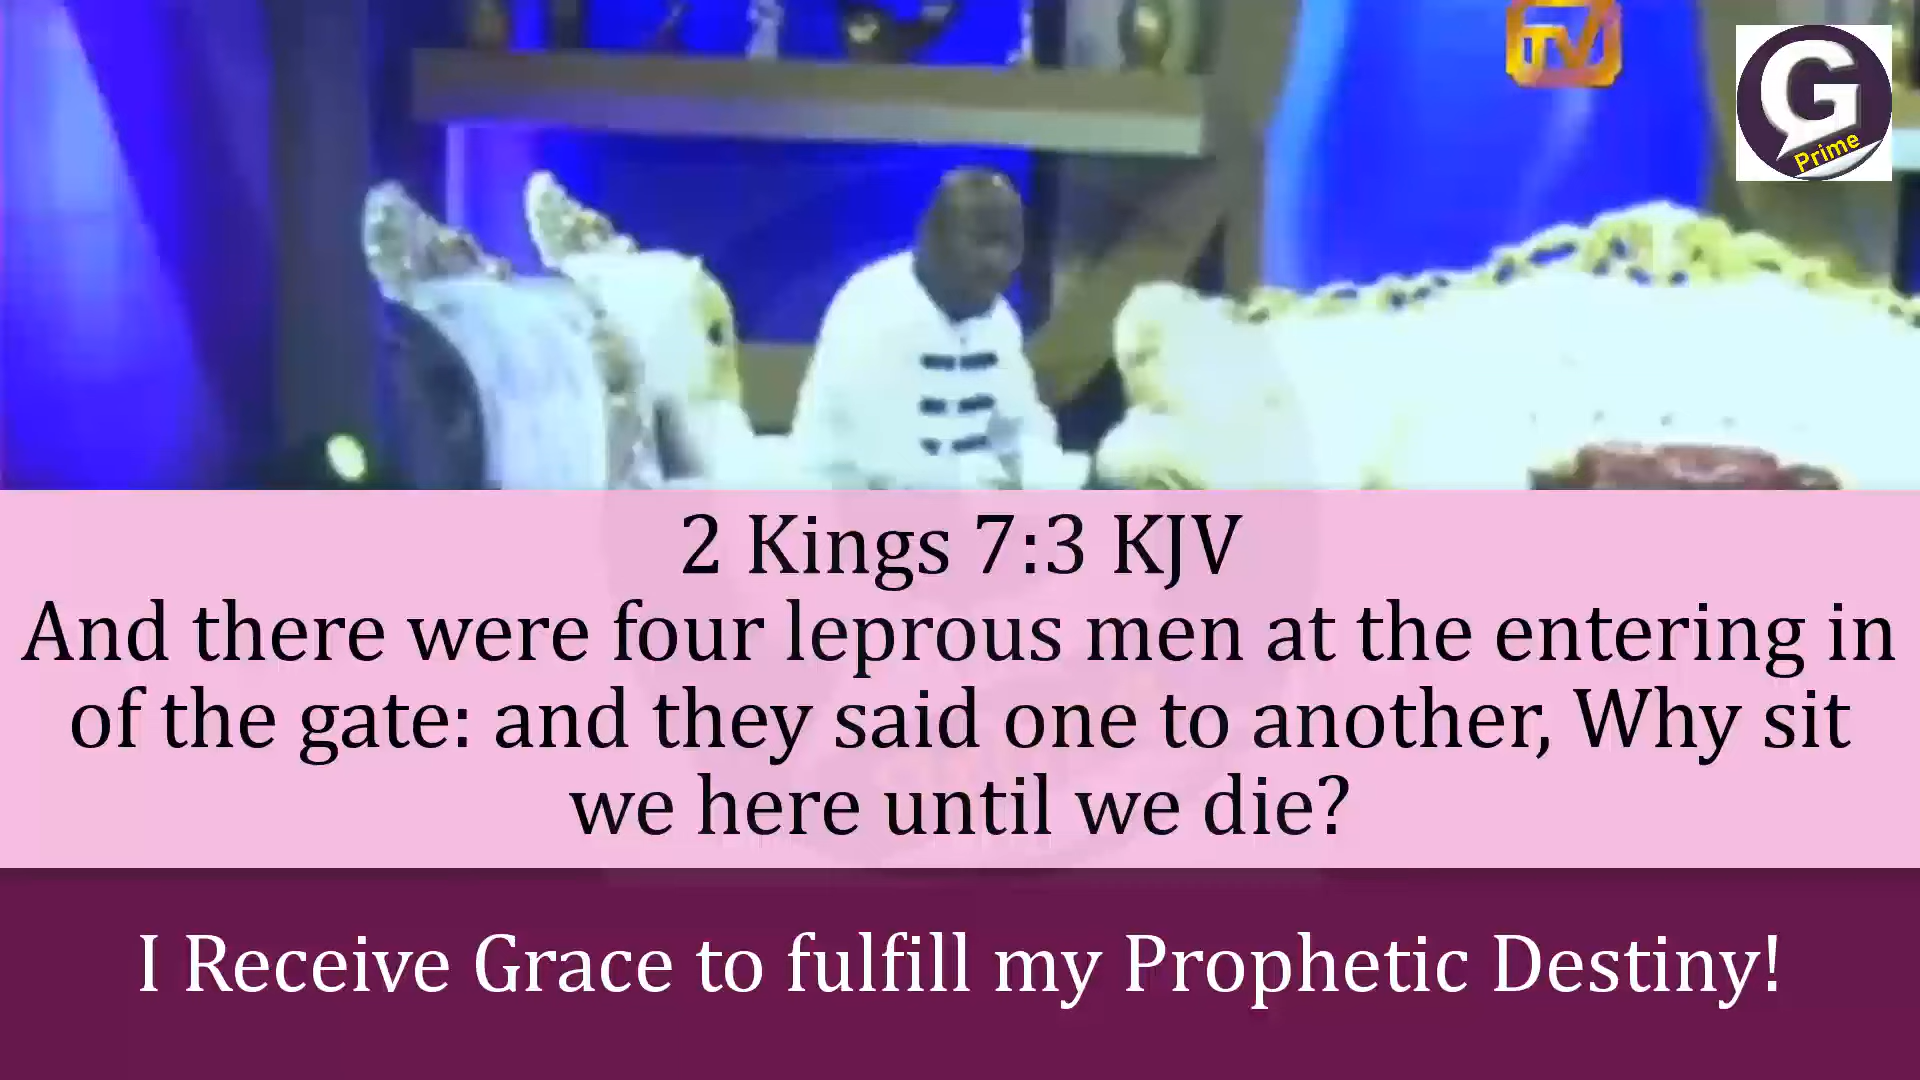 TV
G
Prime
2 Kings 7:3 KJV
And there were four leprous men at the entering in
of the gate: and they said one to another, Why sit
we here until we die?
I Receive Grace to fulfill my Prophetic Destiny!